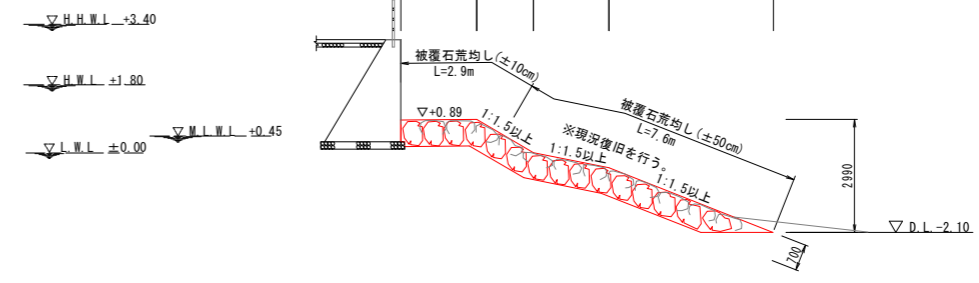 H.H.W.L +3.40
H.W.L +1.80
M.L.W.L +0.45
L.W.L ±0.00
被覆石荒均し(±10cm)
L=2.9m
▽+0.89
1:1.5以上
被覆石荒均し(±50cm)
L=7.6m
※現況復旧を行う。
1:1.5以上
1:1.5以上
2990
▽ D.L.-2.10
700